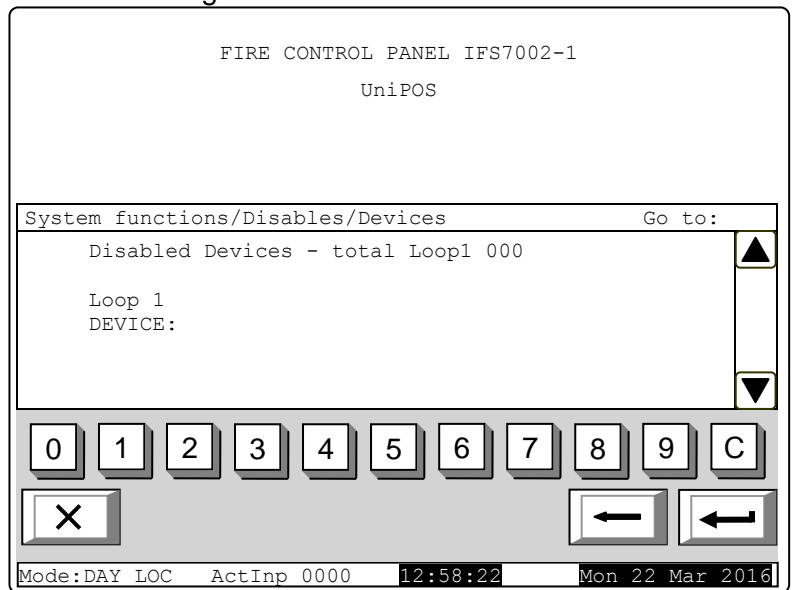 FIRE CONTROL PANEL IFS7002-1
UniPOS
System functions/Disables/Devices Go to:
Disabled Devices - total Loop1 000
Loop 1
DEVICE:
0 1 2 3 4 5 6 7 8 9 C
Mode:DAY LOC ActInp 0000 12:58:22 Mon 22 Mar 2016